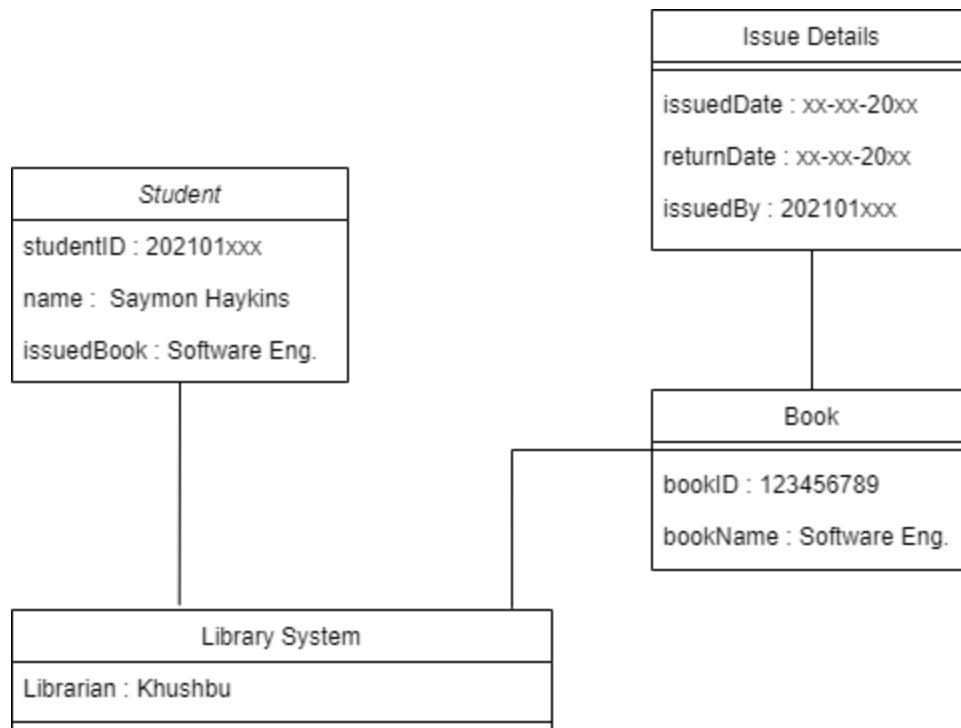 Issue Details
issuedDate : xx-xx-20xx
returnDate : xx-xx-20xx
issuedBy : 202101xxx
Student
studentID : 202101xxx
name : Saymon Haykins
issuedBook : Software Eng.
Book
bookID : 123456789
bookName : Software Eng.
Library System
Librarian : Khushbu